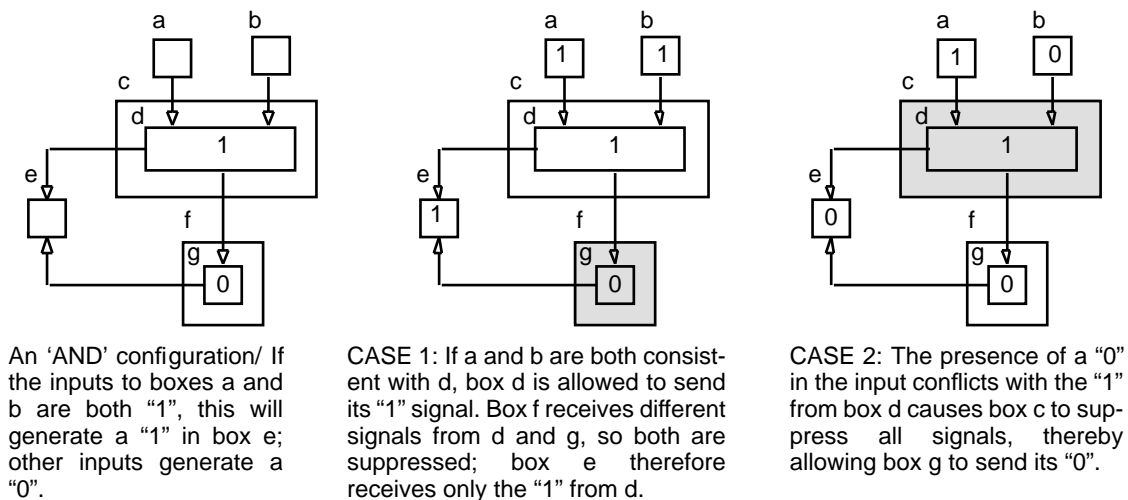 a b
c
d
1
e
f
g
0
a b
1 1
c
d
1
e
1
f
g
0
a b
1 0
c
d
1
e
0
f
g
0
An ‘AND’ configuration/ If
the inputs to boxes a and
b are both “1”, this will
generate a “1” in box e;
other inputs generate a
“0”.
CASE 1: If a and b are both consist-
ent with d, box d is allowed to send
its “1” signal. Box f receives different
signals from d and g, so both are
suppressed; box e therefore
receives only the “1” from d.
CASE 2: The presence of a “0”
in the input conflicts with the “1”
from box d causes box c to sup-
press all signals, thereby
allowing box g to send its “0”.